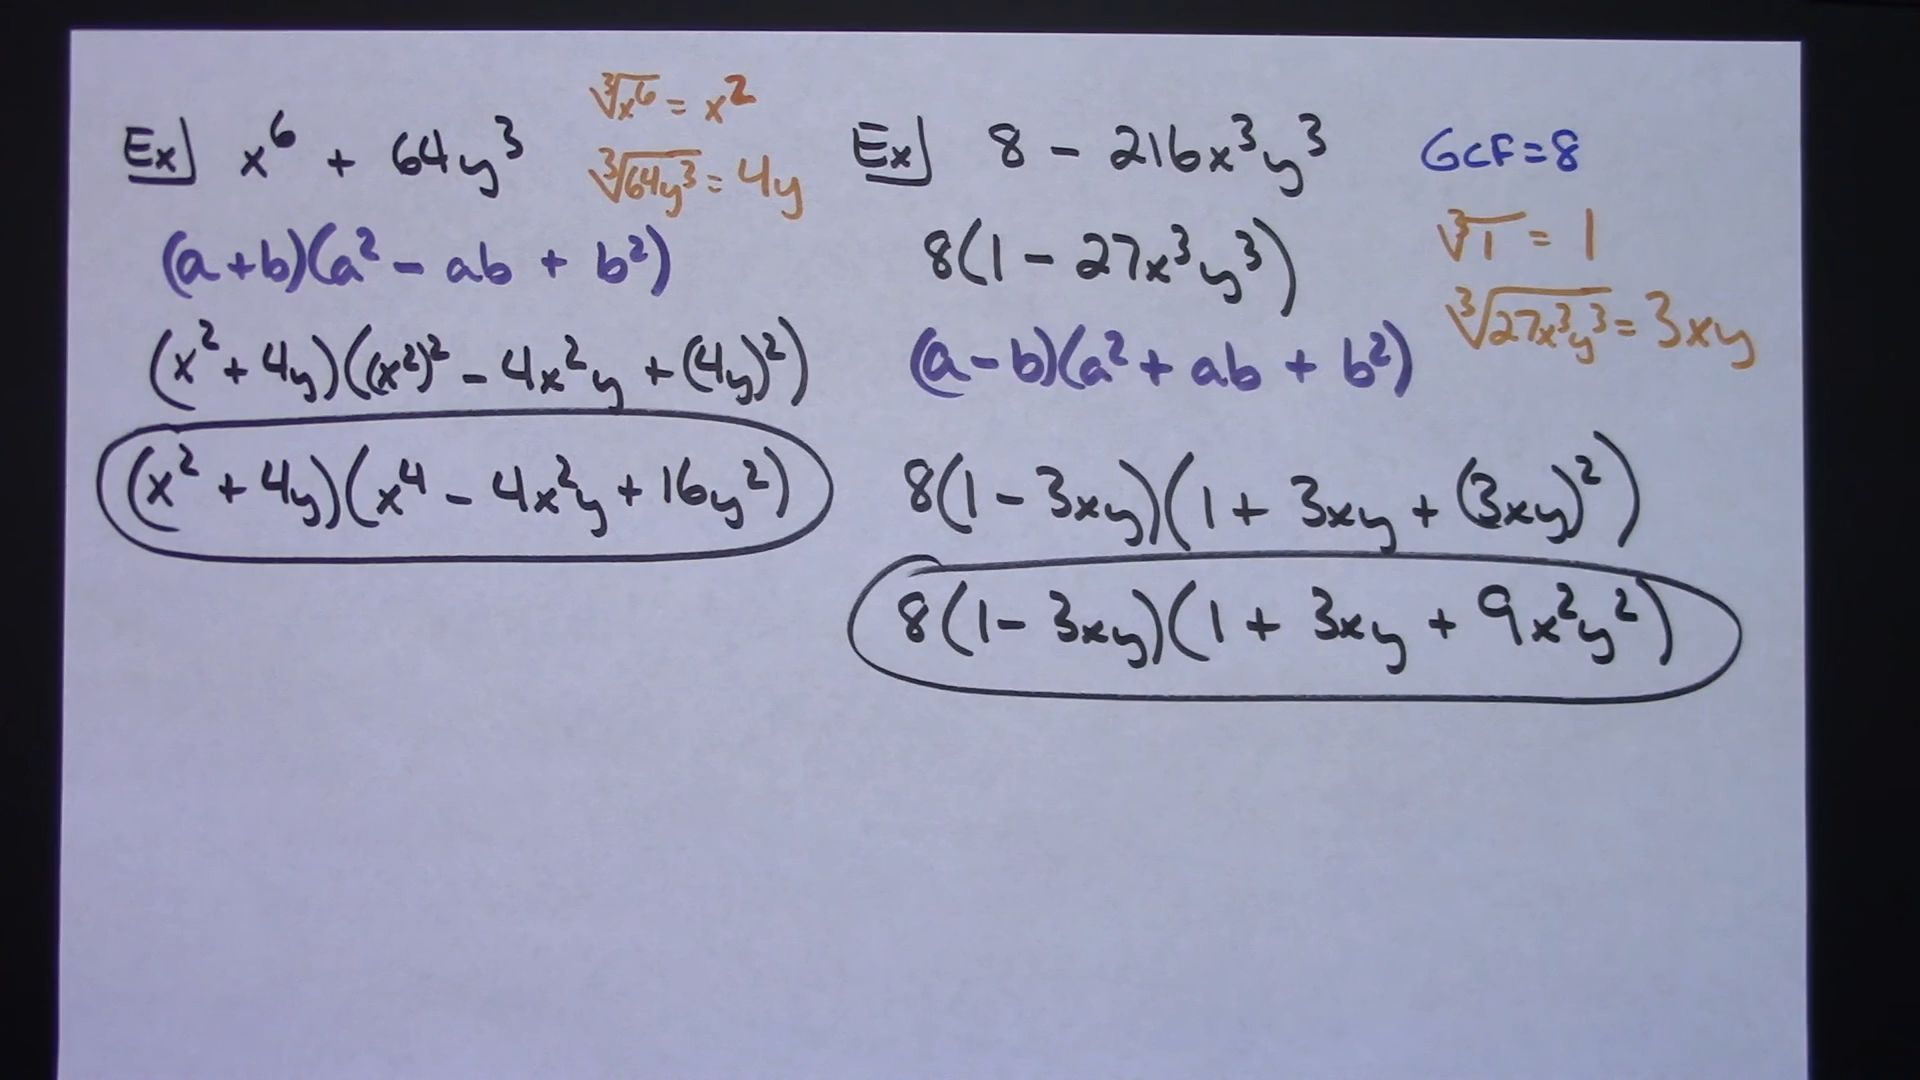 Ex] x⁶ + 64y³
∛x⁶ = x²
∛64y³ = 4y
(a+b)(a² - ab + b²)
(x² + 4y)((x²)² - 4x²y + (4y)²)
(x² + 4y)(x⁴ - 4x²y + 16y²)
Ex] 8 - 216x³y³
GCF=8
8(1 - 27x³y³)
∛1 = 1
∛27x³y³ = 3xy
(a-b)(a² + ab + b²)
8(1 - 3xy)(1 + 3xy + (3xy)²)
8(1 - 3xy)(1 + 3xy + 9x²y²)